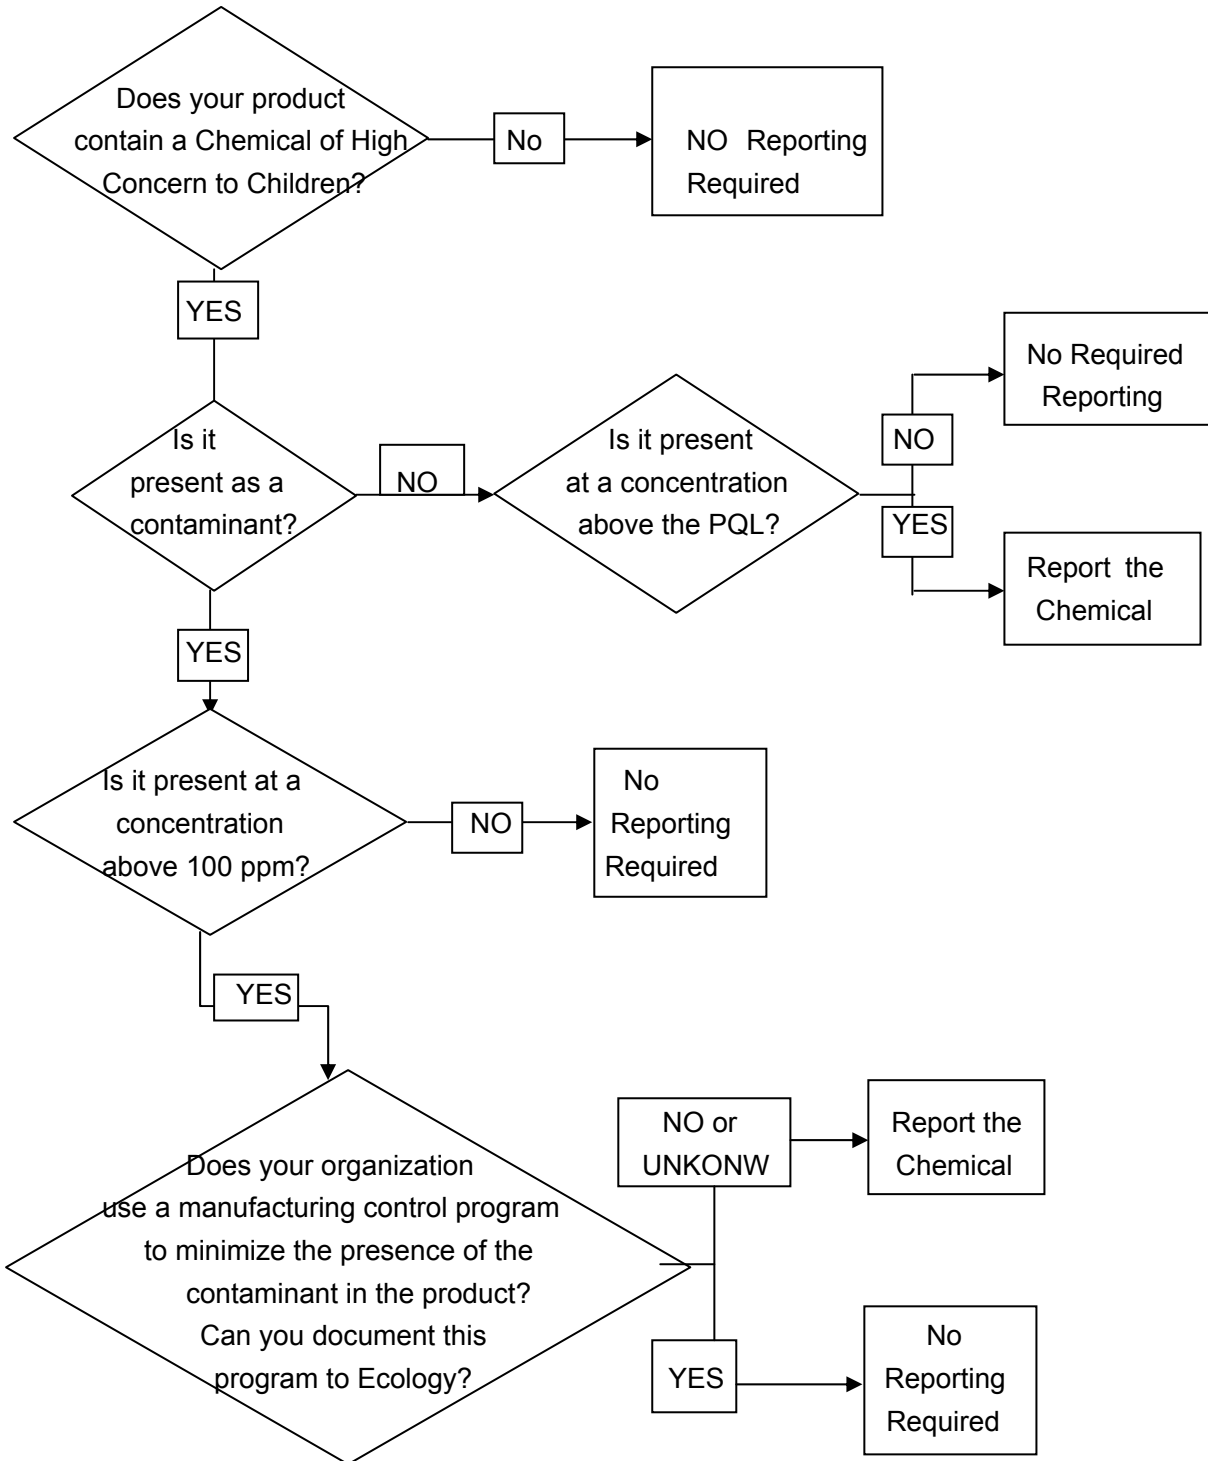 Does your product
contain a Chemical of High
Concern to Children?
No
NO Reporting
Required
YES
Is it
present as a
contaminant?
NO
Is it present
at a concentration
above the PQL?
NO
No Required
Reporting
YES
Report the
Chemical
YES
Is it present at a
concentration
above 100 ppm?
NO
No
Reporting
Required
YES
Does your organization
use a manufacturing control program
to minimize the presence of the
contaminant in the product?
Can you document this
program to Ecology?
NO or
UNKONW
Report the
Chemical
YES
No
Reporting
Required